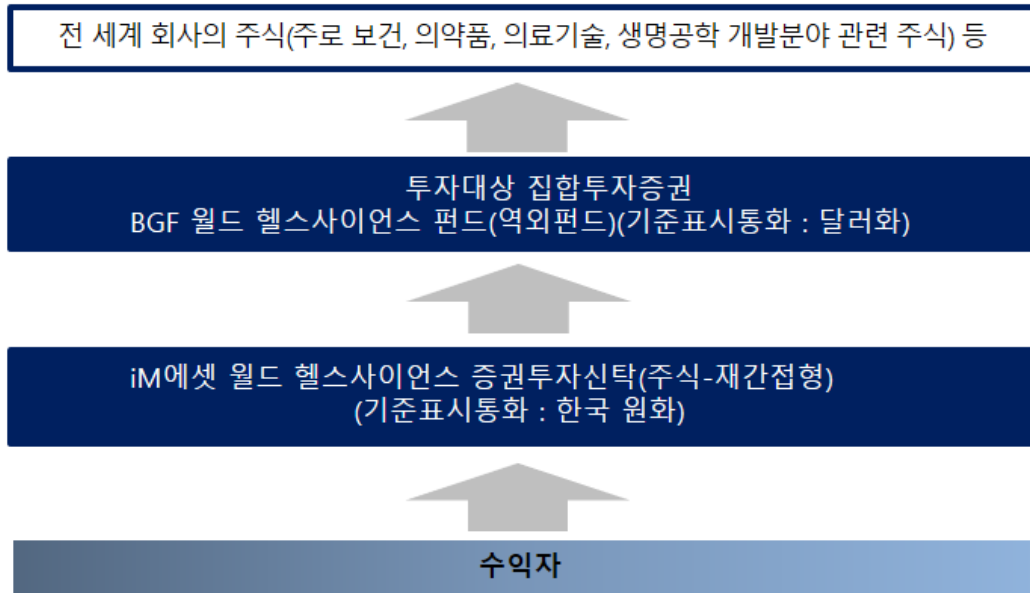 전 세계 회사의 주식(주로 보건, 의약품, 의료기술, 생명공학 개발분야 관련 주식) 등
투자대상 집합투자증권
BGF 월드 헬스사이언스 펀드(역외펀드)(기준표시통화 : 달러화)
iM에셋 월드 헬스사이언스 증권투자신탁(주식-재간접형)
(기준표시통화 : 한국 원화)
수익자